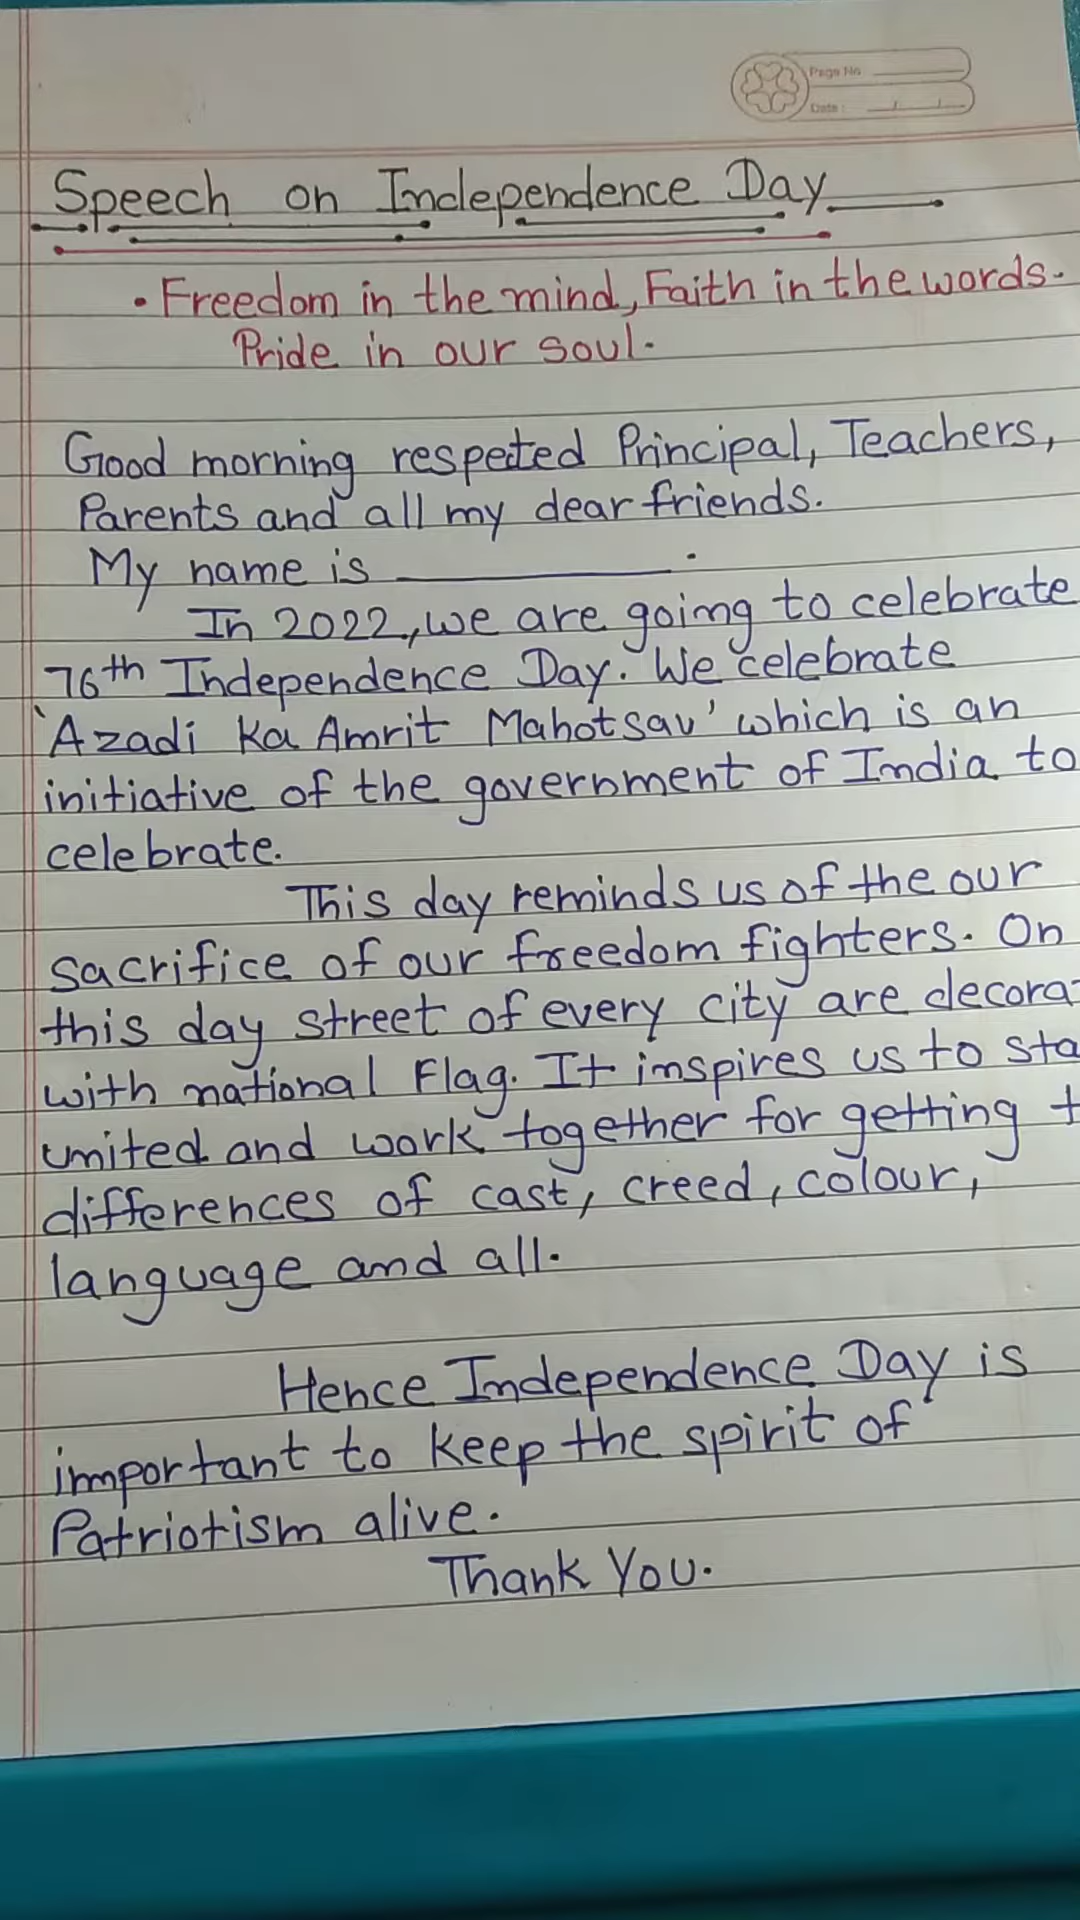 Page No
Date :
Speech on Independence Day
• Freedom in the mind, Faith in the words.
Pride in our soul.
Good morning respeted Principal, Teachers,
Parents and all my dear friends.
My name is ___________.
In 2022, we are going to celebrate
76th Independence Day. We celebrate
'Azadi Ka Amrit Mahotsav' which is an
initiative of the government of India to
celebrate.
This day reminds us of the our
sacrifice of our freedom fighters. On
this day street of every city are decora-
with national Flag. It inspires us to sta
united and work together for getting t
differences of cast, creed, colour,
language and all.
Hence Independence Day is
important to keep the spirit of
Patriotism alive.
Thank You.